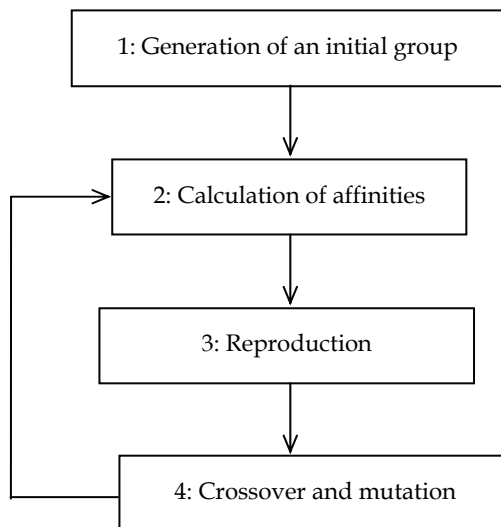 1: Generation of an initial group
2: Calculation of affinities
3: Reproduction
4: Crossover and mutation